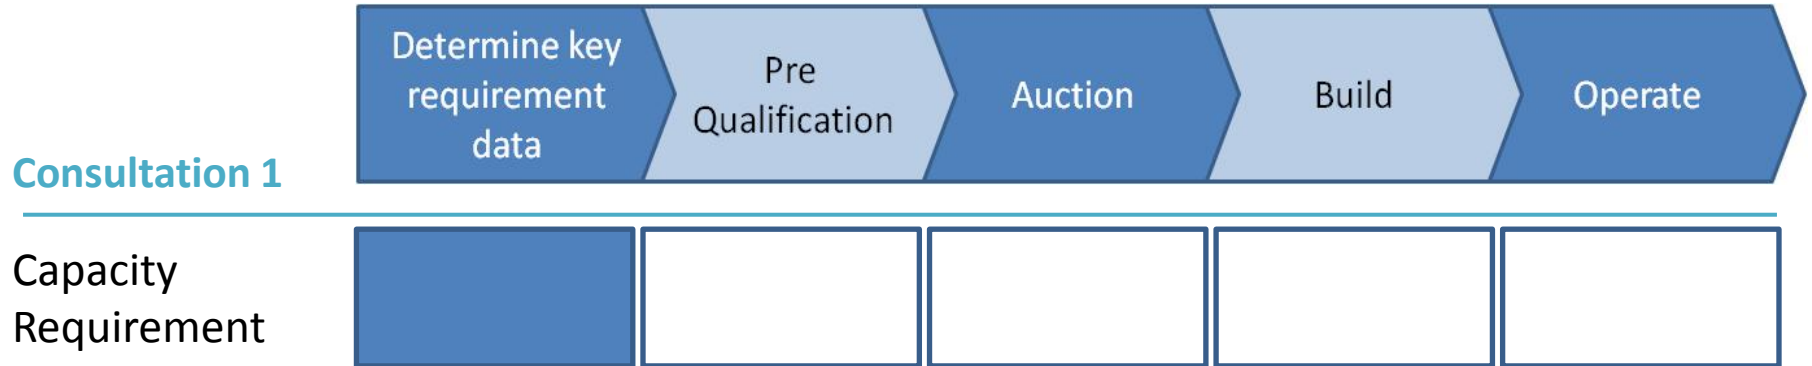 Determine key
requirement
data
Pre
Qualification
Auction
Build
Operate
Consultation 1
Capacity
Requirement